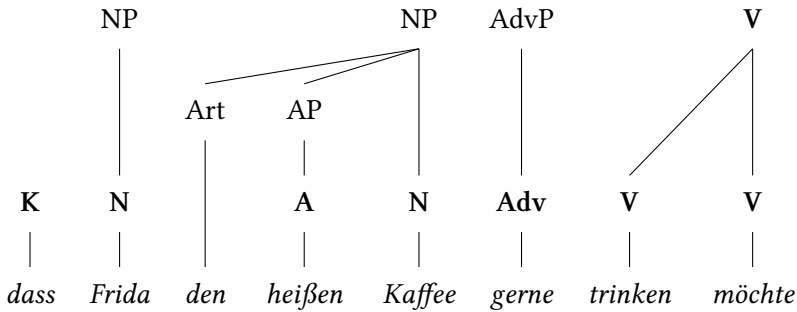 NP NP AdvP V
Art AP
K N A N Adv V V
dass Frida den heißen Kaffee gerne trinken möchte